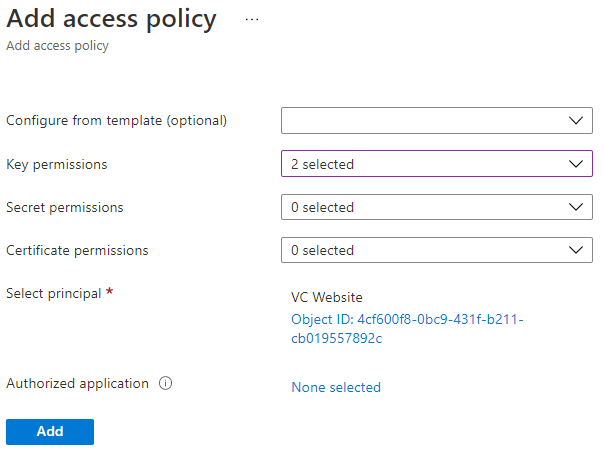 Add access policy ...
Add access policy
Configure from template (optional)
Key permissions 2 selected
Secret permissions 0 selected
Certificate permissions 0 selected
Select principal * VC Website
Object ID: 4cf600f8-0bc9-431f-b211-
cb019557892c
Authorized application None selected
Add